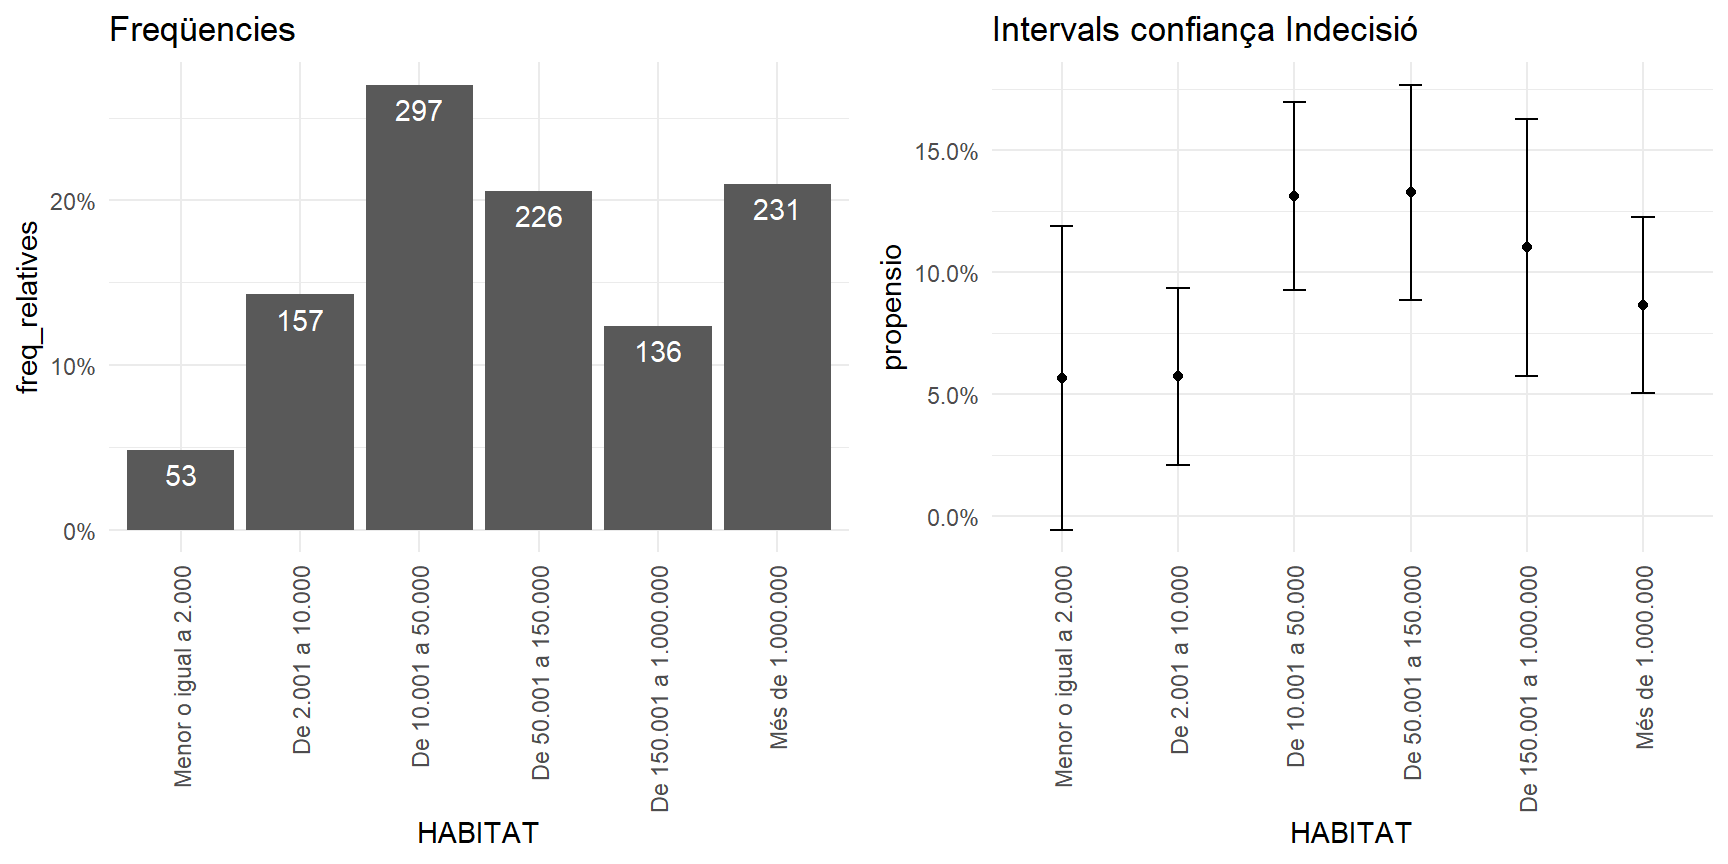 Freqüencies
freq_relatives
20%
10%
0%
53
157
297
226
136
231
Menor o igual a 2.000
De 2.001 a 10.000
De 10.001 a 50.000
De 50.001 a 150.000
De 150.001 a 1.000.000
Més de 1.000.000
HABITAT
Intervals confiança Indecisió
propensio
15.0%
10.0%
5.0%
0.0%
Menor o igual a 2.000
De 2.001 a 10.000
De 10.001 a 50.000
De 50.001 a 150.000
De 150.001 a 1.000.000
Més de 1.000.000
HABITAT